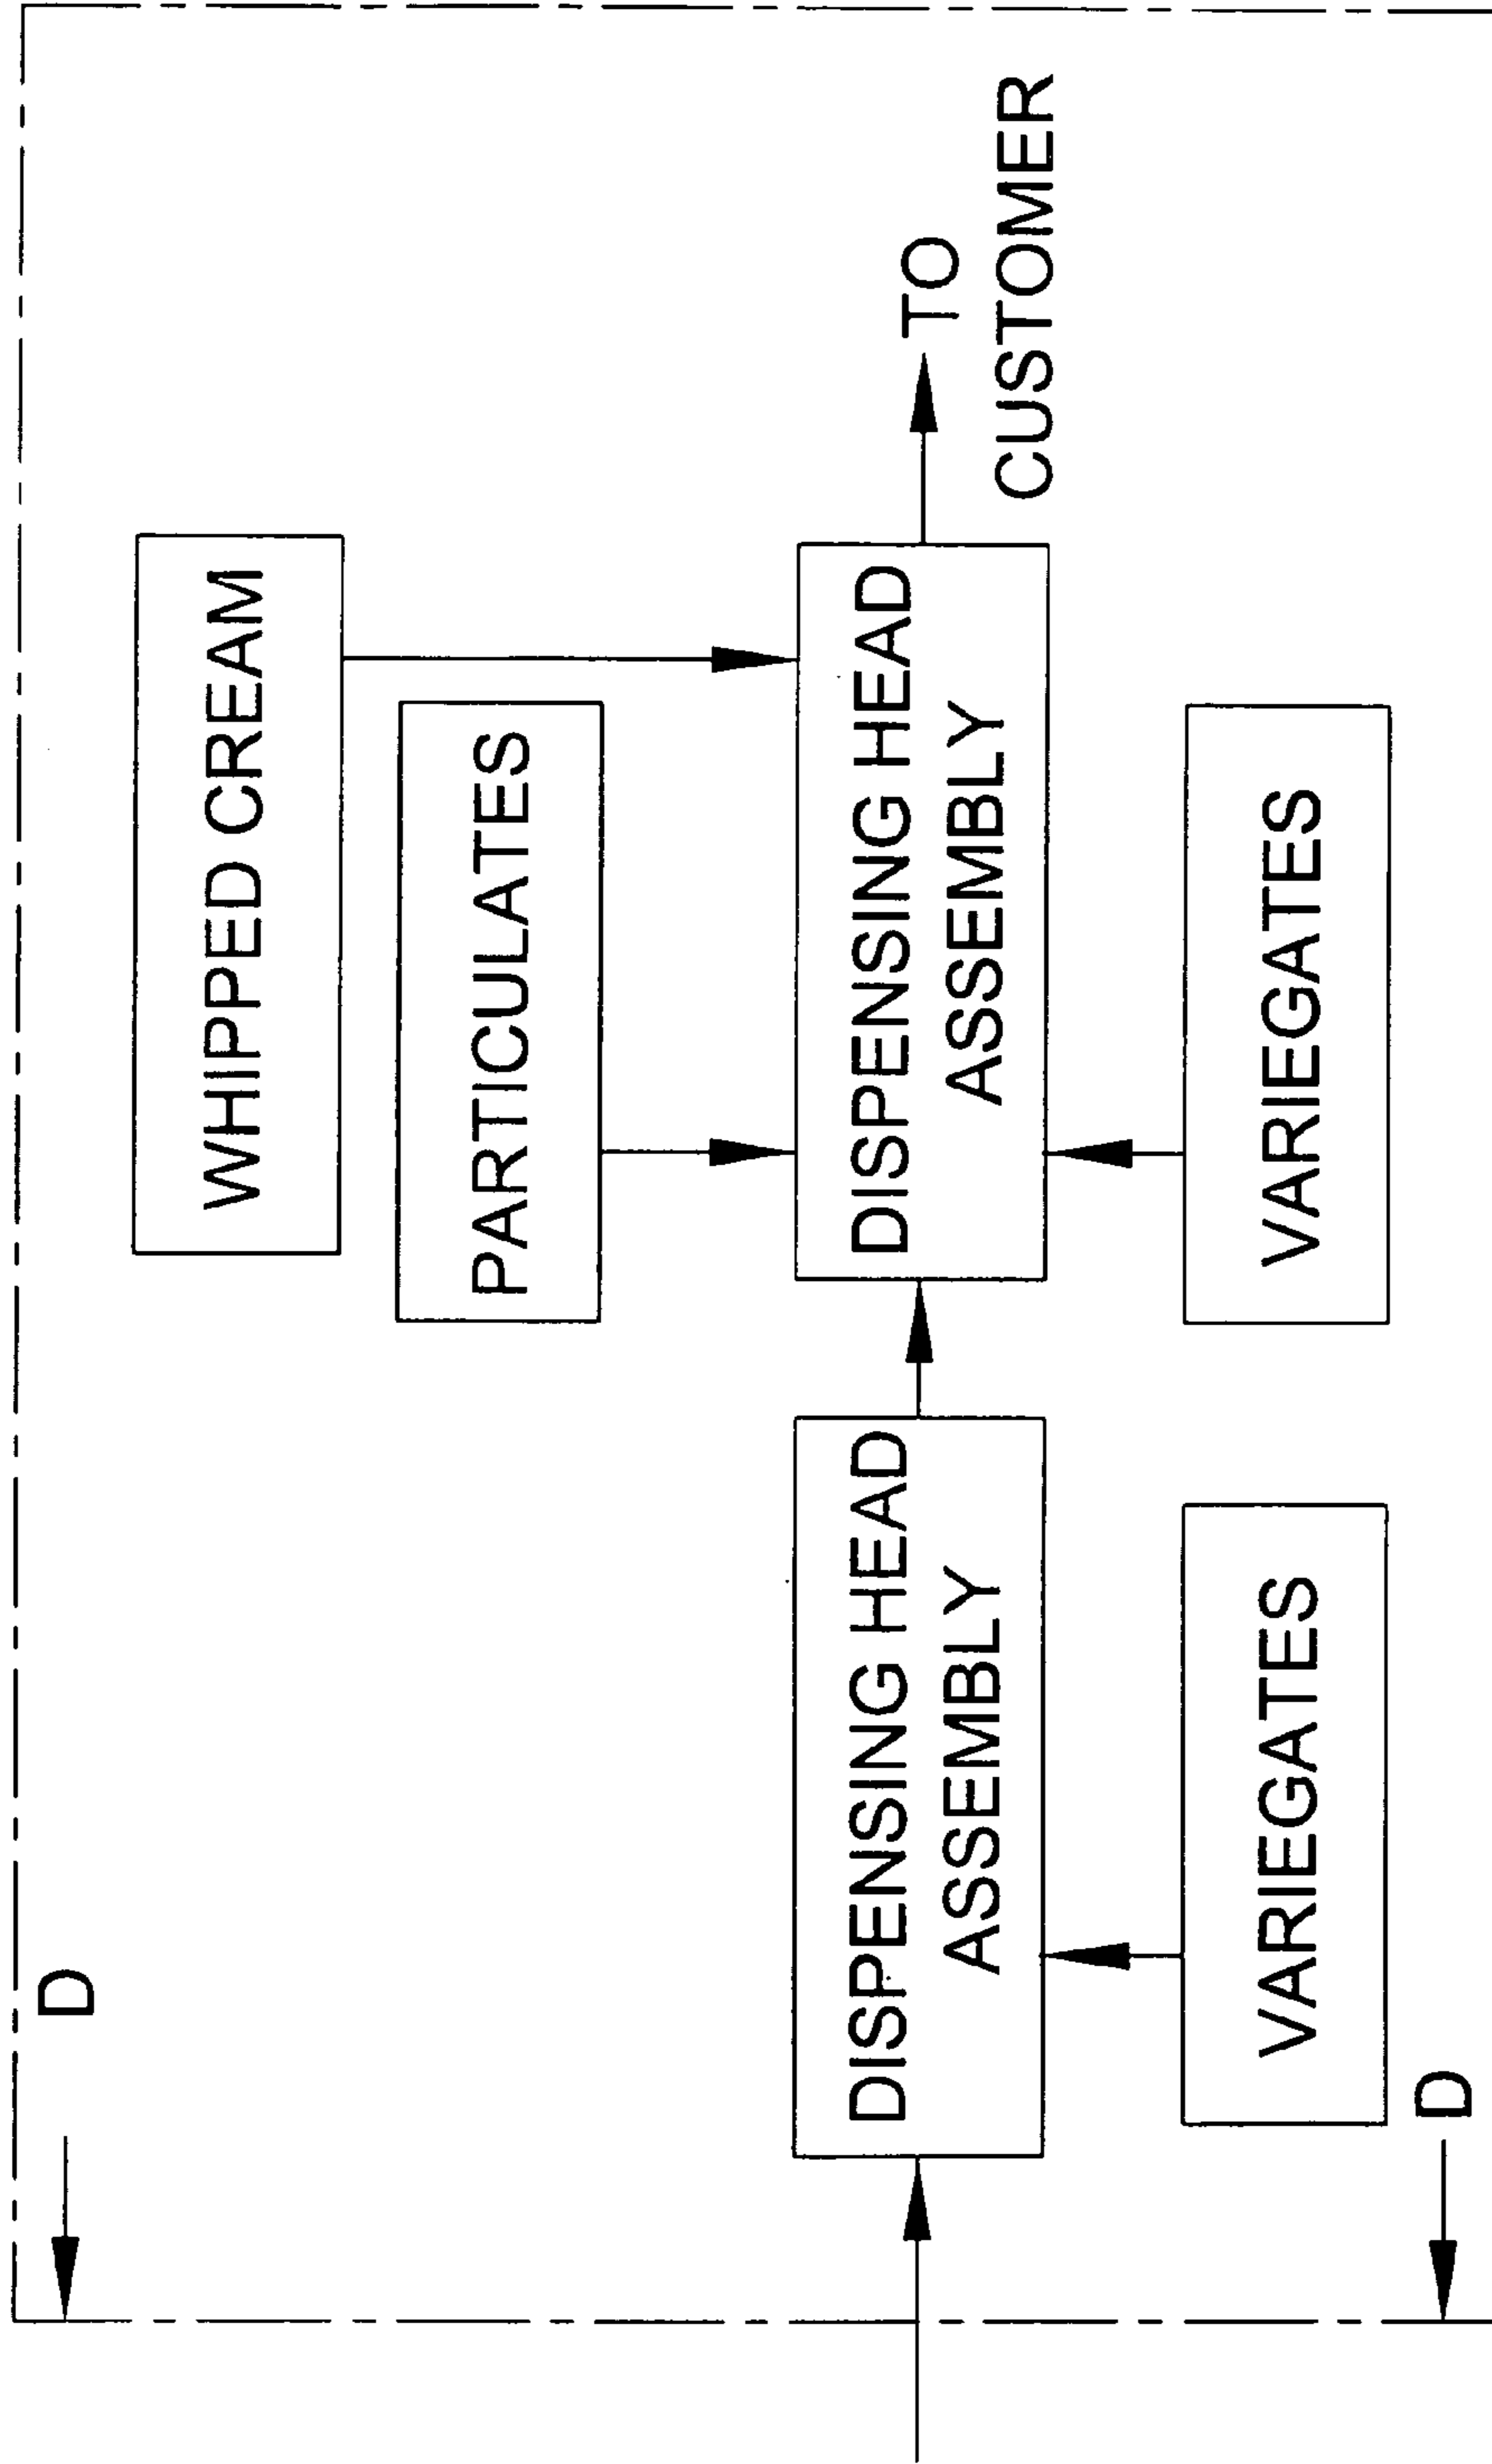 WHIPPED CREAM
PARTICULATES
D
DISPENSING HEAD
ASSEMBLY
DISPENSING HEAD
ASSEMBLY
TO
CUSTOMER
VARIEGATES
VARIEGATES
D